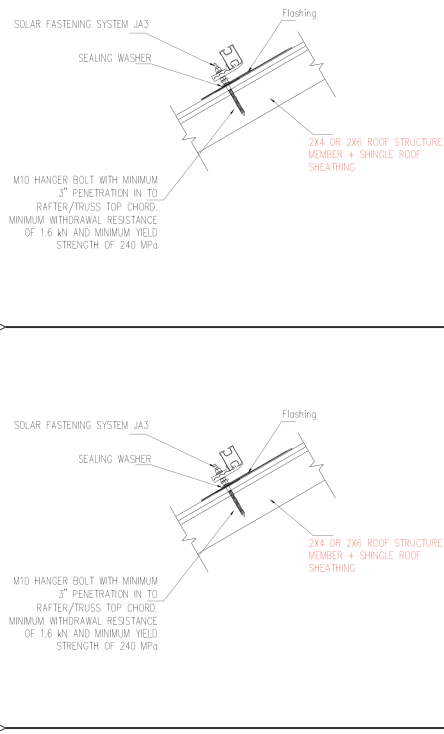 Flashing
SOLAR FASTENING SYSTEM JA3
SEALING WASHER
2X4 OR 2X6 ROOF STRUCTURE
MEMBER + SHINGLE ROOF
SHEATHING
M10 HANGER BOLT WITH MINIMUM
3" PENETRATION IN TO
RAFTER/TRUSS TOP CHORD.
MINIMUM WITHDRAWAL RESISTANCE
OF 1.6 kN AND MINIMUM YIELD
STRENGTH OF 240 MPa
Flashing
SOLAR FASTENING SYSTEM JA3
SEALING WASHER
2X4 OR 2X6 ROOF STRUCTURE
MEMBER + SHINGLE ROOF
SHEATHING
M10 HANGER BOLT WITH MINIMUM
3" PENETRATION IN TO
RAFTER/TRUSS TOP CHORD.
MINIMUM WITHDRAWAL RESISTANCE
OF 1.6 kN AND MINIMUM YIELD
STRENGTH OF 240 MPa